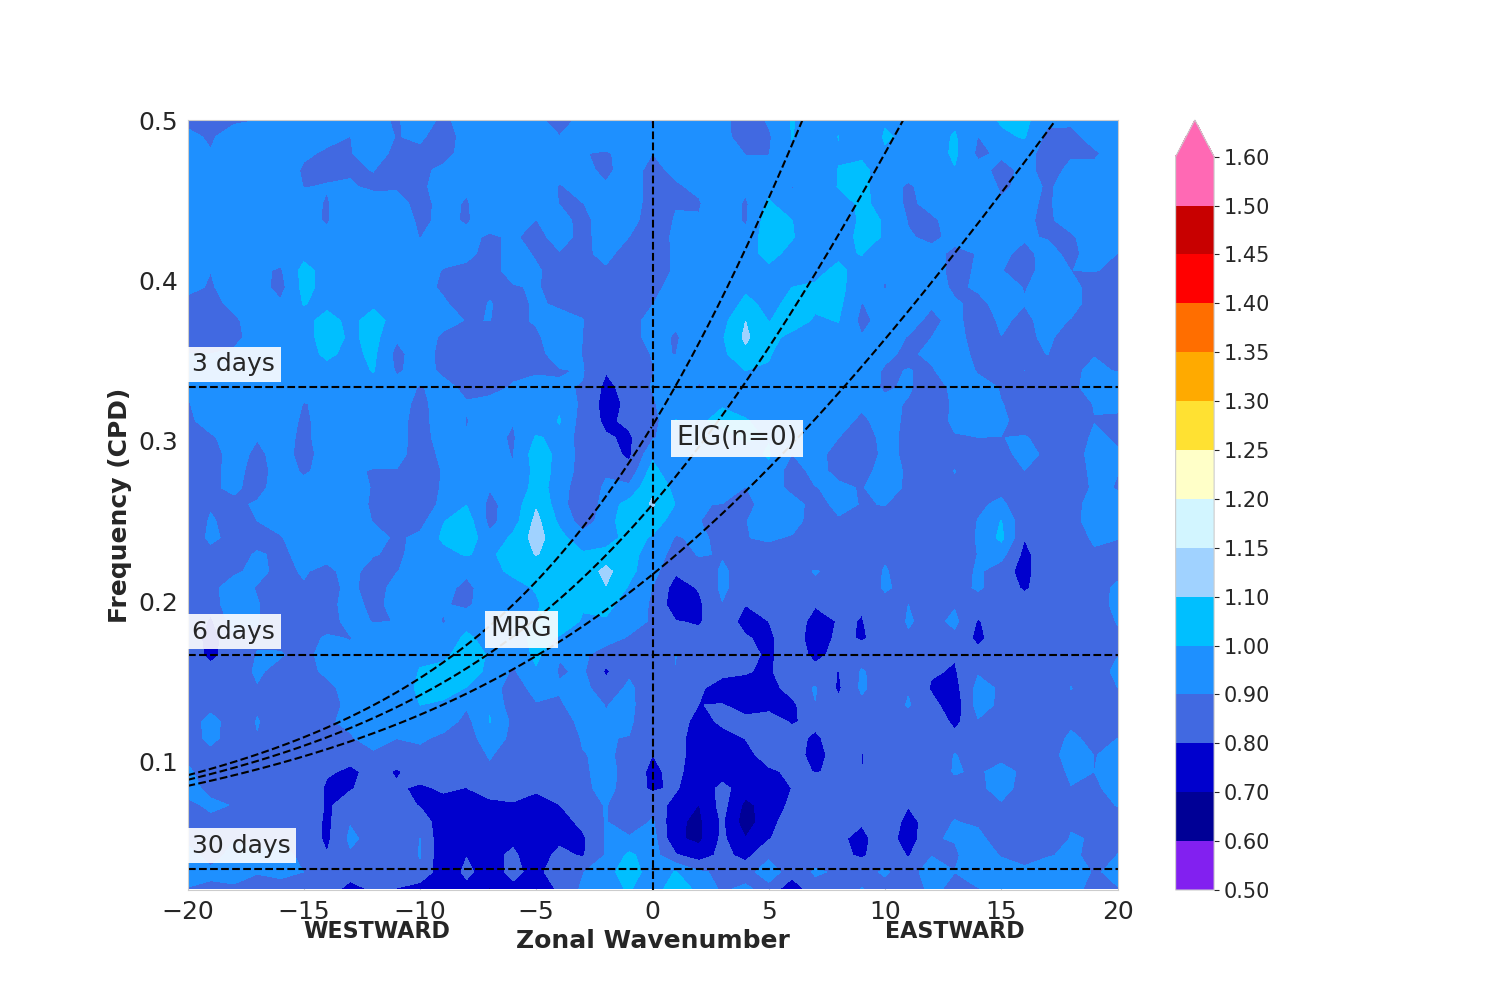 0.5
0.4
0.3
0.2
0.1
Frequency (CPD)
3 days
6 days
30 days
EIG(n=0)
MRG
−20 −15 −10 −5 0 5 10 15 20
WESTWARD EASTWARD
Zonal Wavenumber
1.60
1.50
1.45
1.40
1.35
1.30
1.25
1.20
1.15
1.10
1.00
0.90
0.80
0.70
0.60
0.50